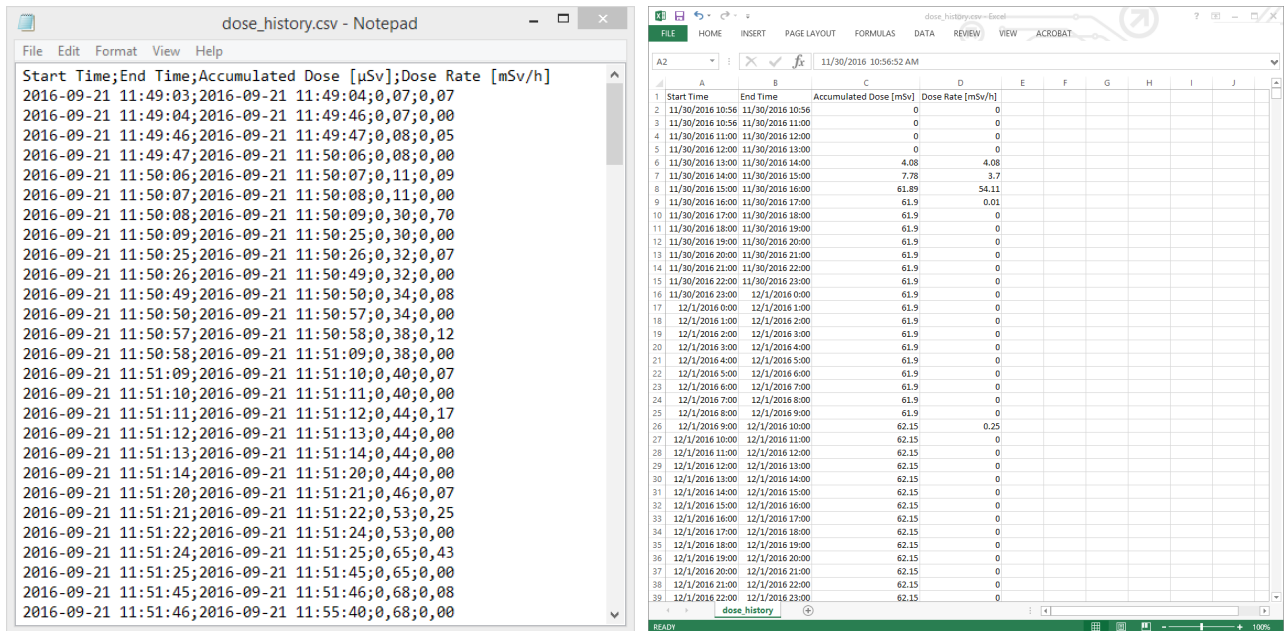 dose_history.csv - Notepad
File Edit Format View Help
Start Time;End Time;Accumulated Dose [µSv];Dose Rate [mSv/h]
2016-09-21 11:49:03;2016-09-21 11:49:04;0,07;0,07
2016-09-21 11:49:04;2016-09-21 11:49:46;0,07;0,00
2016-09-21 11:49:46;2016-09-21 11:49:47;0,08;0,05
2016-09-21 11:49:47;2016-09-21 11:50:06;0,08;0,00
2016-09-21 11:50:06;2016-09-21 11:50:07;0,11;0,09
2016-09-21 11:50:07;2016-09-21 11:50:08;0,11;0,00
2016-09-21 11:50:08;2016-09-21 11:50:09;0,30;0,70
2016-09-21 11:50:09;2016-09-21 11:50:25;0,30;0,00
2016-09-21 11:50:25;2016-09-21 11:50:26;0,32;0,07
2016-09-21 11:50:26;2016-09-21 11:50:49;0,32;0,00
2016-09-21 11:50:49;2016-09-21 11:50:50;0,34;0,08
2016-09-21 11:50:50;2016-09-21 11:50:57;0,34;0,00
2016-09-21 11:50:57;2016-09-21 11:50:58;0,38;0,12
2016-09-21 11:50:58;2016-09-21 11:51:09;0,38;0,00
2016-09-21 11:51:09;2016-09-21 11:51:10;0,40;0,07
2016-09-21 11:51:10;2016-09-21 11:51:11;0,40;0,00
2016-09-21 11:51:11;2016-09-21 11:51:12;0,44;0,17
2016-09-21 11:51:12;2016-09-21 11:51:13;0,44;0,00
2016-09-21 11:51:13;2016-09-21 11:51:14;0,44;0,00
2016-09-21 11:51:14;2016-09-21 11:51:20;0,44;0,00
2016-09-21 11:51:20;2016-09-21 11:51:21;0,46;0,07
2016-09-21 11:51:21;2016-09-21 11:51:22;0,53;0,25
2016-09-21 11:51:22;2016-09-21 11:51:24;0,53;0,00
2016-09-21 11:51:24;2016-09-21 11:51:25;0,65;0,43
2016-09-21 11:51:25;2016-09-21 11:51:45;0,65;0,00
2016-09-21 11:51:45;2016-09-21 11:51:46;0,68;0,08
2016-09-21 11:51:46;2016-09-21 11:55:40;0,68;0,00
dose_history.csv - Excel
FILE HOME INSERT PAGE LAYOUT FORMULAS DATA REVIEW VIEW ACROBAT
A2 fx 11/30/2016 10:56:52 AM
A B C D E F G H I J
1 Start Time End Time Accumulated Dose [mSv] Dose Rate [mSv/h]
2 11/30/2016 10:56 11/30/2016 10:56 0 0
3 11/30/2016 10:56 11/30/2016 11:00 0 0
4 11/30/2016 11:00 11/30/2016 12:00 0 0
5 11/30/2016 12:00 11/30/2016 13:00 0 0
6 11/30/2016 13:00 11/30/2016 14:00 4.08 4.08
7 11/30/2016 14:00 11/30/2016 15:00 7.78 3.7
8 11/30/2016 15:00 11/30/2016 16:00 61.89 54.11
9 11/30/2016 16:00 11/30/2016 17:00 61.9 0.01
10 11/30/2016 17:00 11/30/2016 18:00 61.9 0
11 11/30/2016 18:00 11/30/2016 19:00 61.9 0
12 11/30/2016 19:00 11/30/2016 20:00 61.9 0
13 11/30/2016 20:00 11/30/2016 21:00 61.9 0
14 11/30/2016 21:00 11/30/2016 22:00 61.9 0
15 11/30/2016 22:00 11/30/2016 23:00 61.9 0
16 11/30/2016 23:00 12/1/2016 0:00 61.9 0
17 12/1/2016 0:00 12/1/2016 1:00 61.9 0
18 12/1/2016 1:00 12/1/2016 2:00 61.9 0
19 12/1/2016 2:00 12/1/2016 3:00 61.9 0
20 12/1/2016 3:00 12/1/2016 4:00 61.9 0
21 12/1/2016 4:00 12/1/2016 5:00 61.9 0
22 12/1/2016 5:00 12/1/2016 6:00 61.9 0
23 12/1/2016 6:00 12/1/2016 7:00 61.9 0
24 12/1/2016 7:00 12/1/2016 8:00 61.9 0
25 12/1/2016 8:00 12/1/2016 9:00 61.9 0
26 12/1/2016 9:00 12/1/2016 10:00 62.15 0.25
27 12/1/2016 10:00 12/1/2016 11:00 62.15 0
28 12/1/2016 11:00 12/1/2016 12:00 62.15 0
29 12/1/2016 12:00 12/1/2016 13:00 62.15 0
30 12/1/2016 13:00 12/1/2016 14:00 62.15 0
31 12/1/2016 14:00 12/1/2016 15:00 62.15 0
32 12/1/2016 15:00 12/1/2016 16:00 62.15 0
33 12/1/2016 16:00 12/1/2016 17:00 62.15 0
34 12/1/2016 17:00 12/1/2016 18:00 62.15 0
35 12/1/2016 18:00 12/1/2016 19:00 62.15 0
36 12/1/2016 19:00 12/1/2016 20:00 62.15 0
37 12/1/2016 20:00 12/1/2016 21:00 62.15 0
38 12/1/2016 21:00 12/1/2016 22:00 62.15 0
39 12/1/2016 22:00 12/1/2016 23:00 62.15 0
dose_history
READY 100%